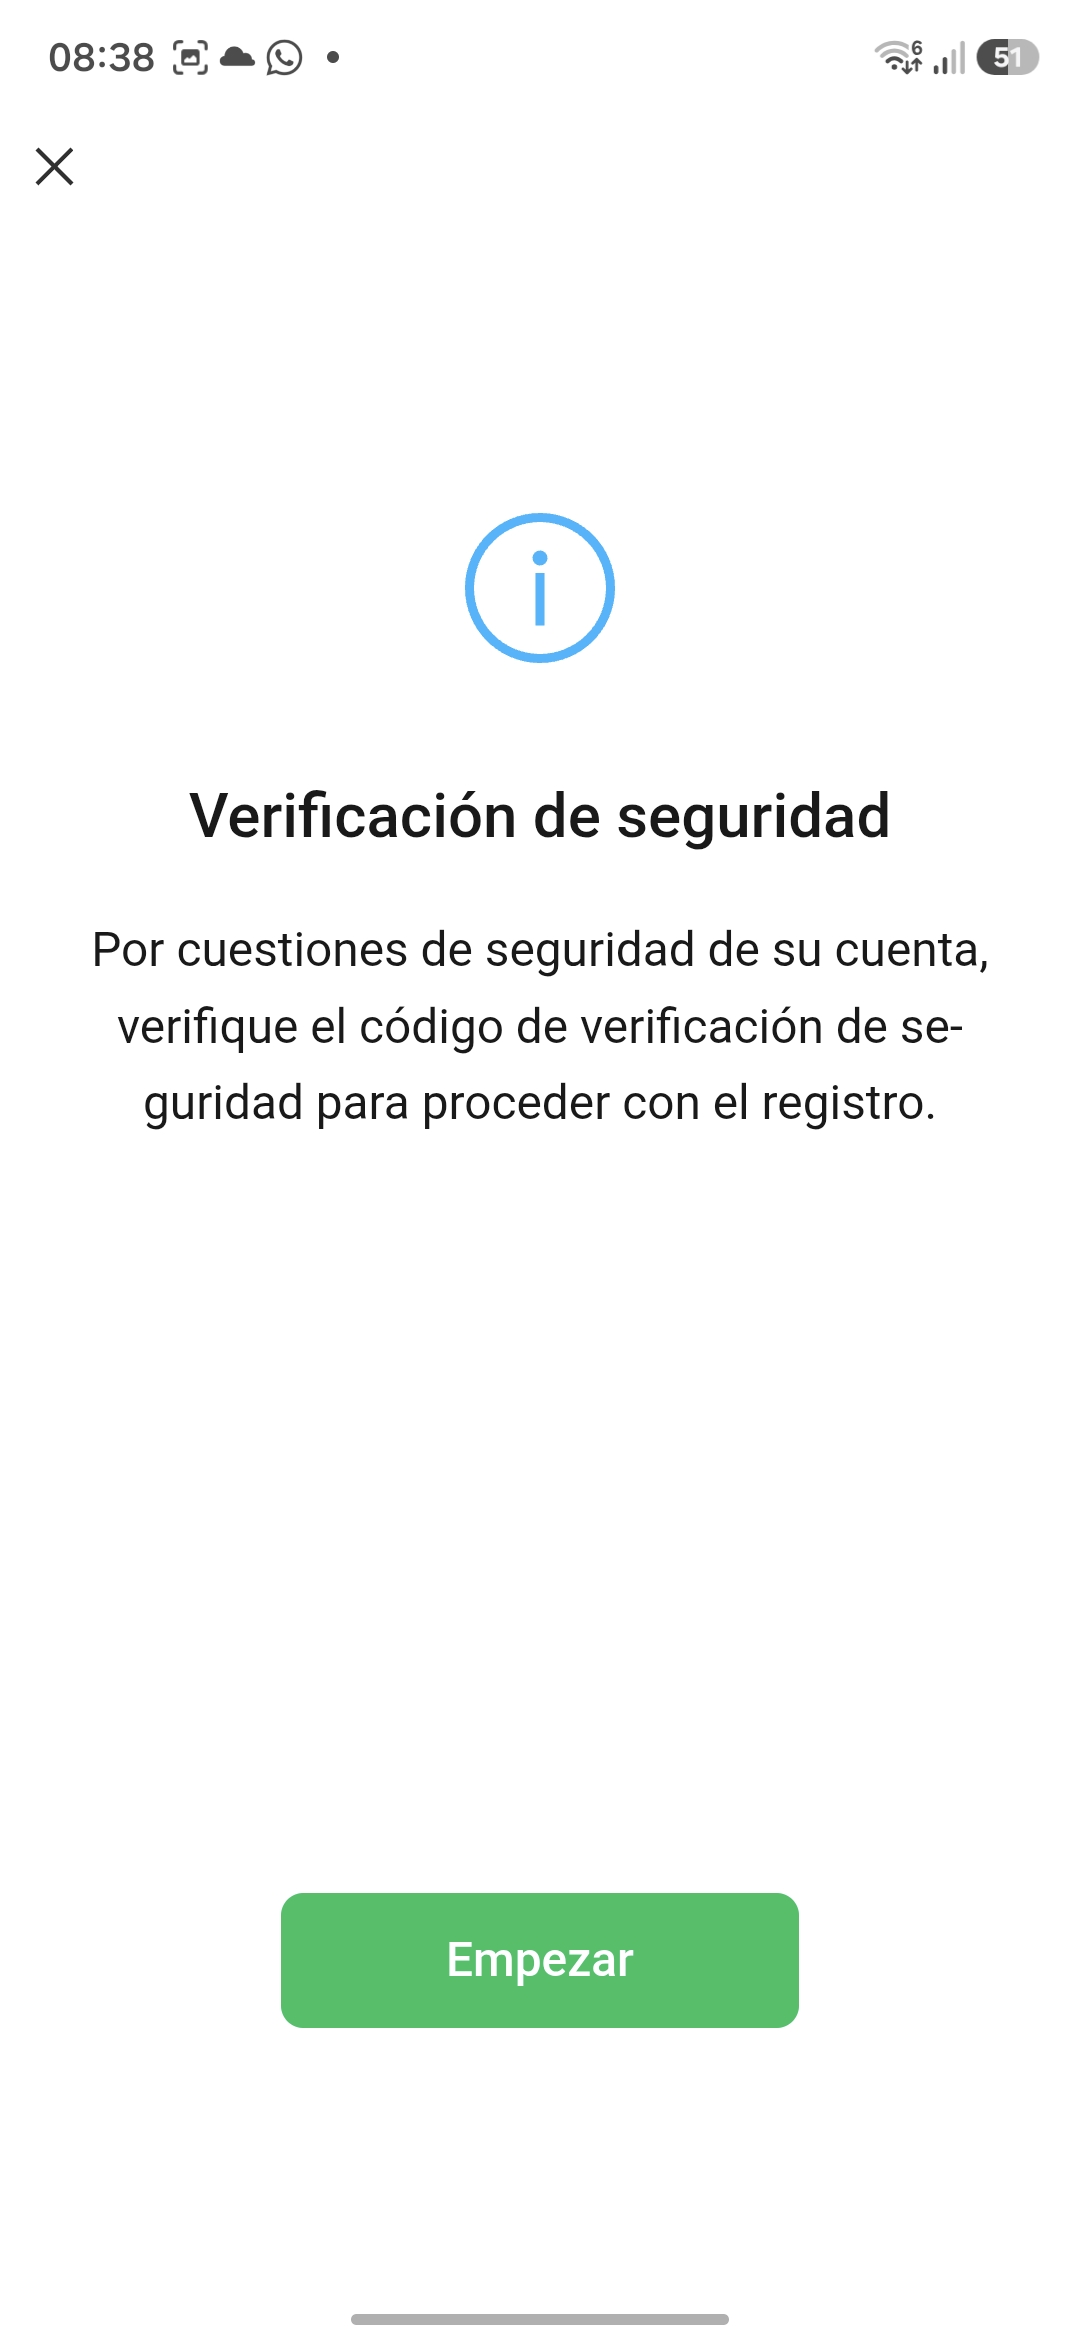 08:38
6
51
Verificación de seguridad
Por cuestiones de seguridad de su cuenta,
verifique el código de verificación de se-
guridad para proceder con el registro.
Empezar